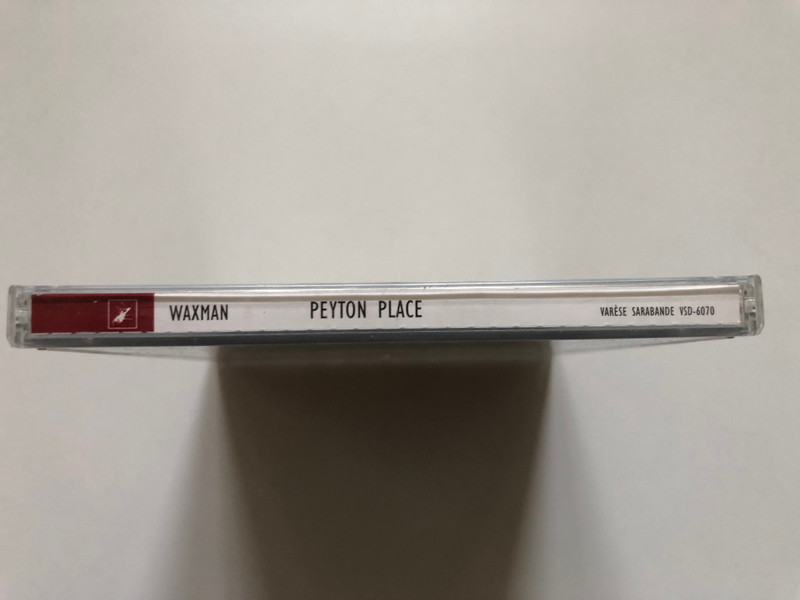 WAXMAN PEYTON PLACE VARÈSE SARABANDE VSD-6070